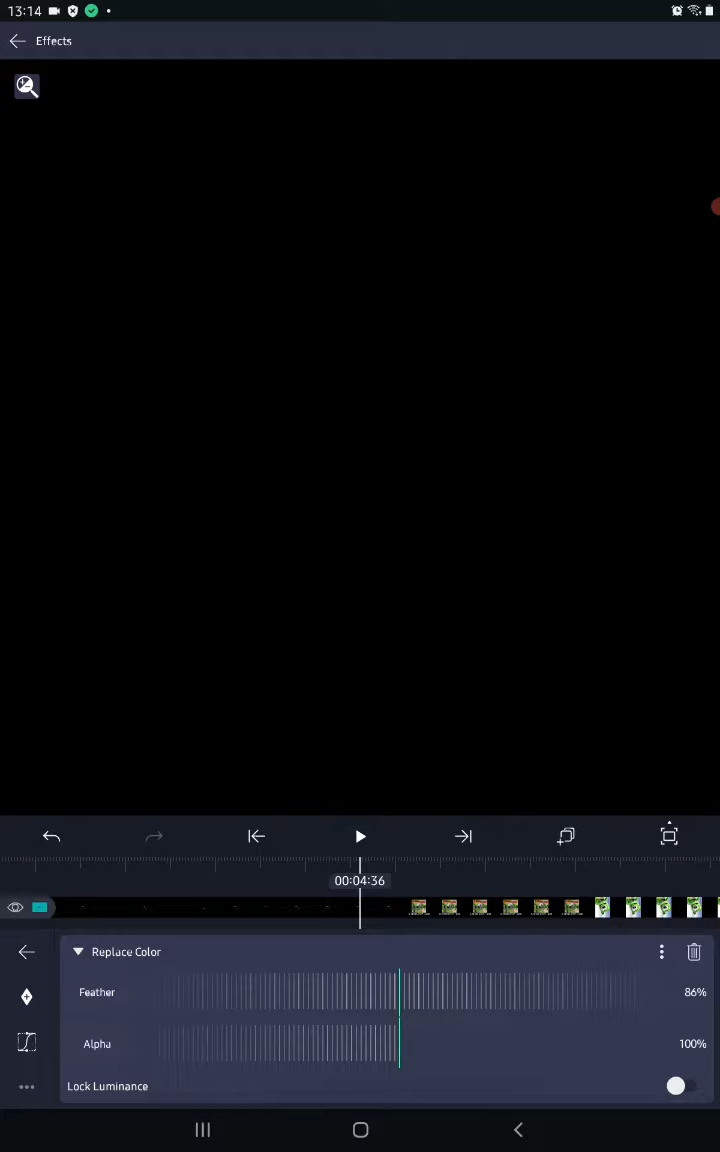 13:14
Effects
00:04:36
Replace Color
Feather 86%
Alpha 100%
Lock Luminance